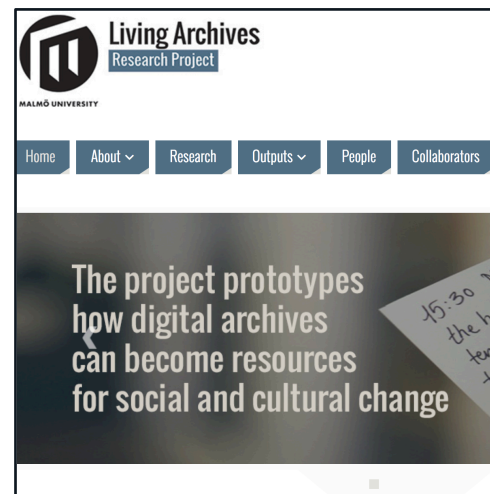 Living Archives
Research Project
MALMÖ UNIVERSITY
Home About Research Outputs People Collaborators
The project prototypes
how digital archives
can become resources
for social and cultural change
15:30
the